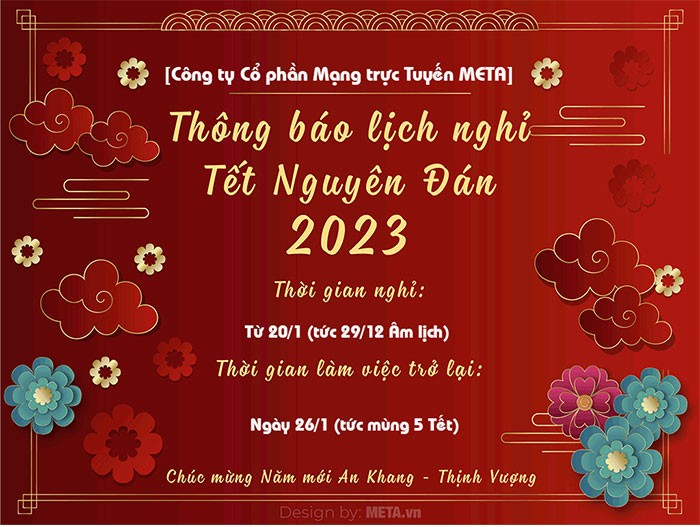 [Công ty Cổ phần Mạng trực Tuyến META]
Thông báo lịch nghỉ
Tết Nguyên Đán
2023
Thời gian nghỉ:
Từ 20/1 (tức 29/12 Âm lịch)
Thời gian làm việc trở lại:
Ngày 26/1 (tức mùng 5 Tết)
Chúc mừng Năm mới An Khang - Thịnh Vượng
Design by: META.vn